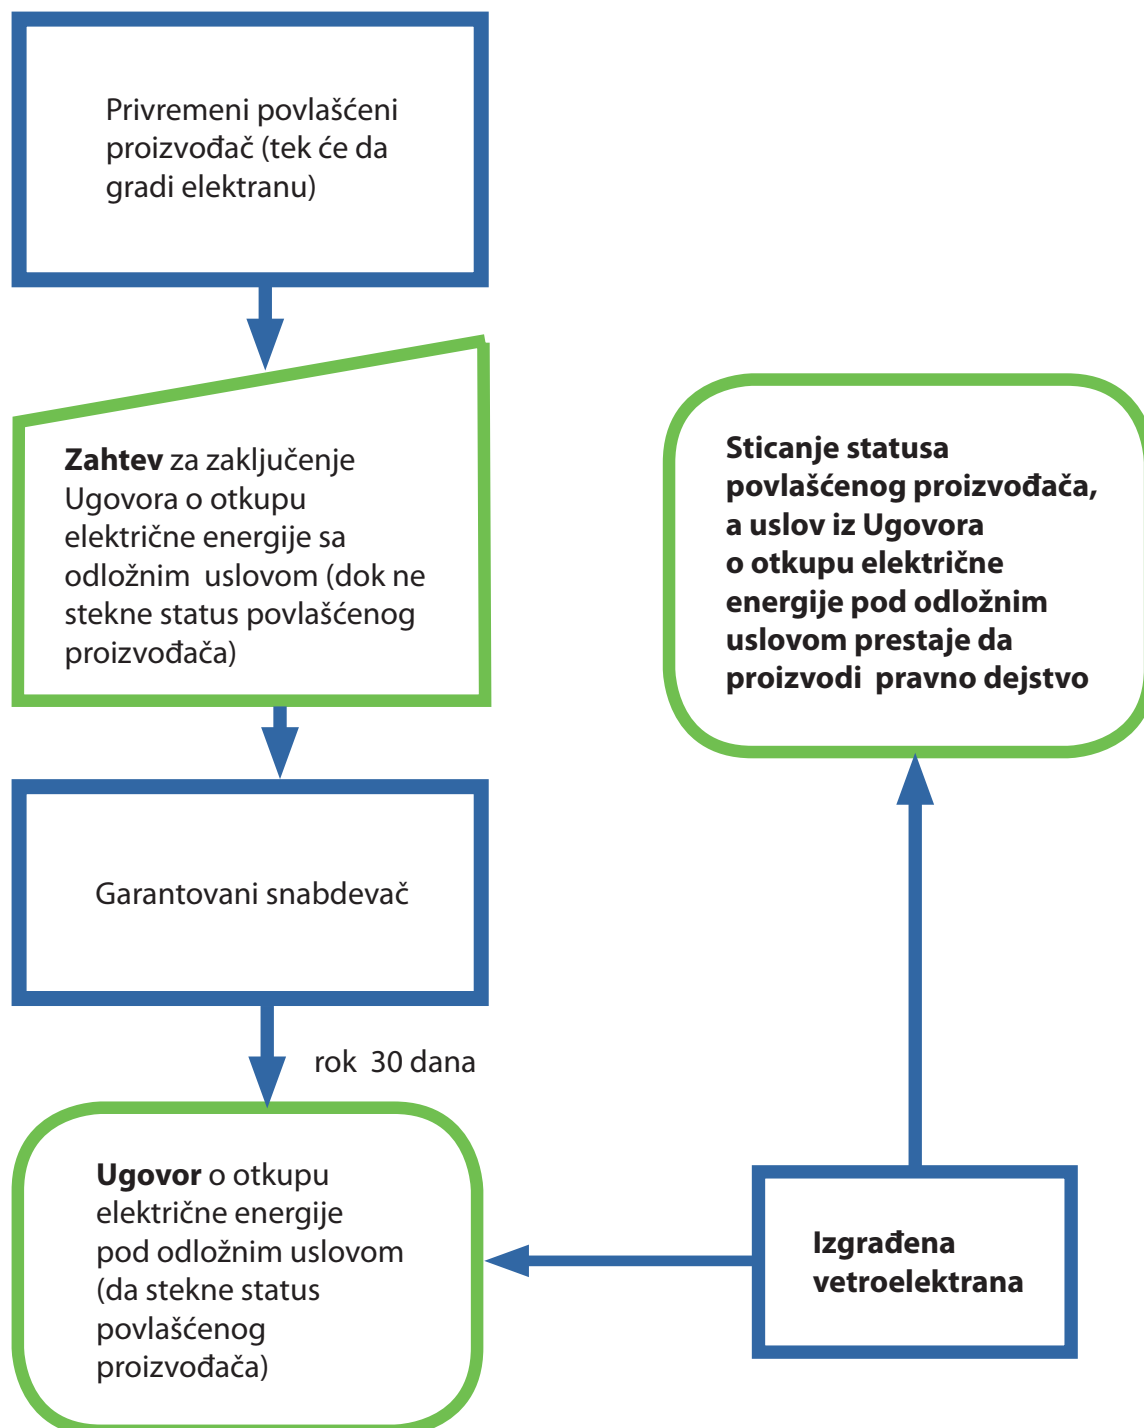 Privremeni povlašćeni
proizvođač (tek će da
gradi elektranu)
Zahtev za zaključenje
Ugovora o otkupu
električne energije sa
odložnim uslovom (dok ne
stekne status povlašćenog
proizvođača)
Garantovani snabdevač
rok 30 dana
Ugovor o otkupu
električne energije
pod odložnim uslovom
(da stekne status
povlašćenog
proizvođača)
Sticanje statusa
povlašćenog proizvođača,
a uslov iz Ugovora
o otkupu električne
energije pod odložnim
uslovom prestaje da
proizvodi pravno dejstvo
Izgrađena
vetroelektrana